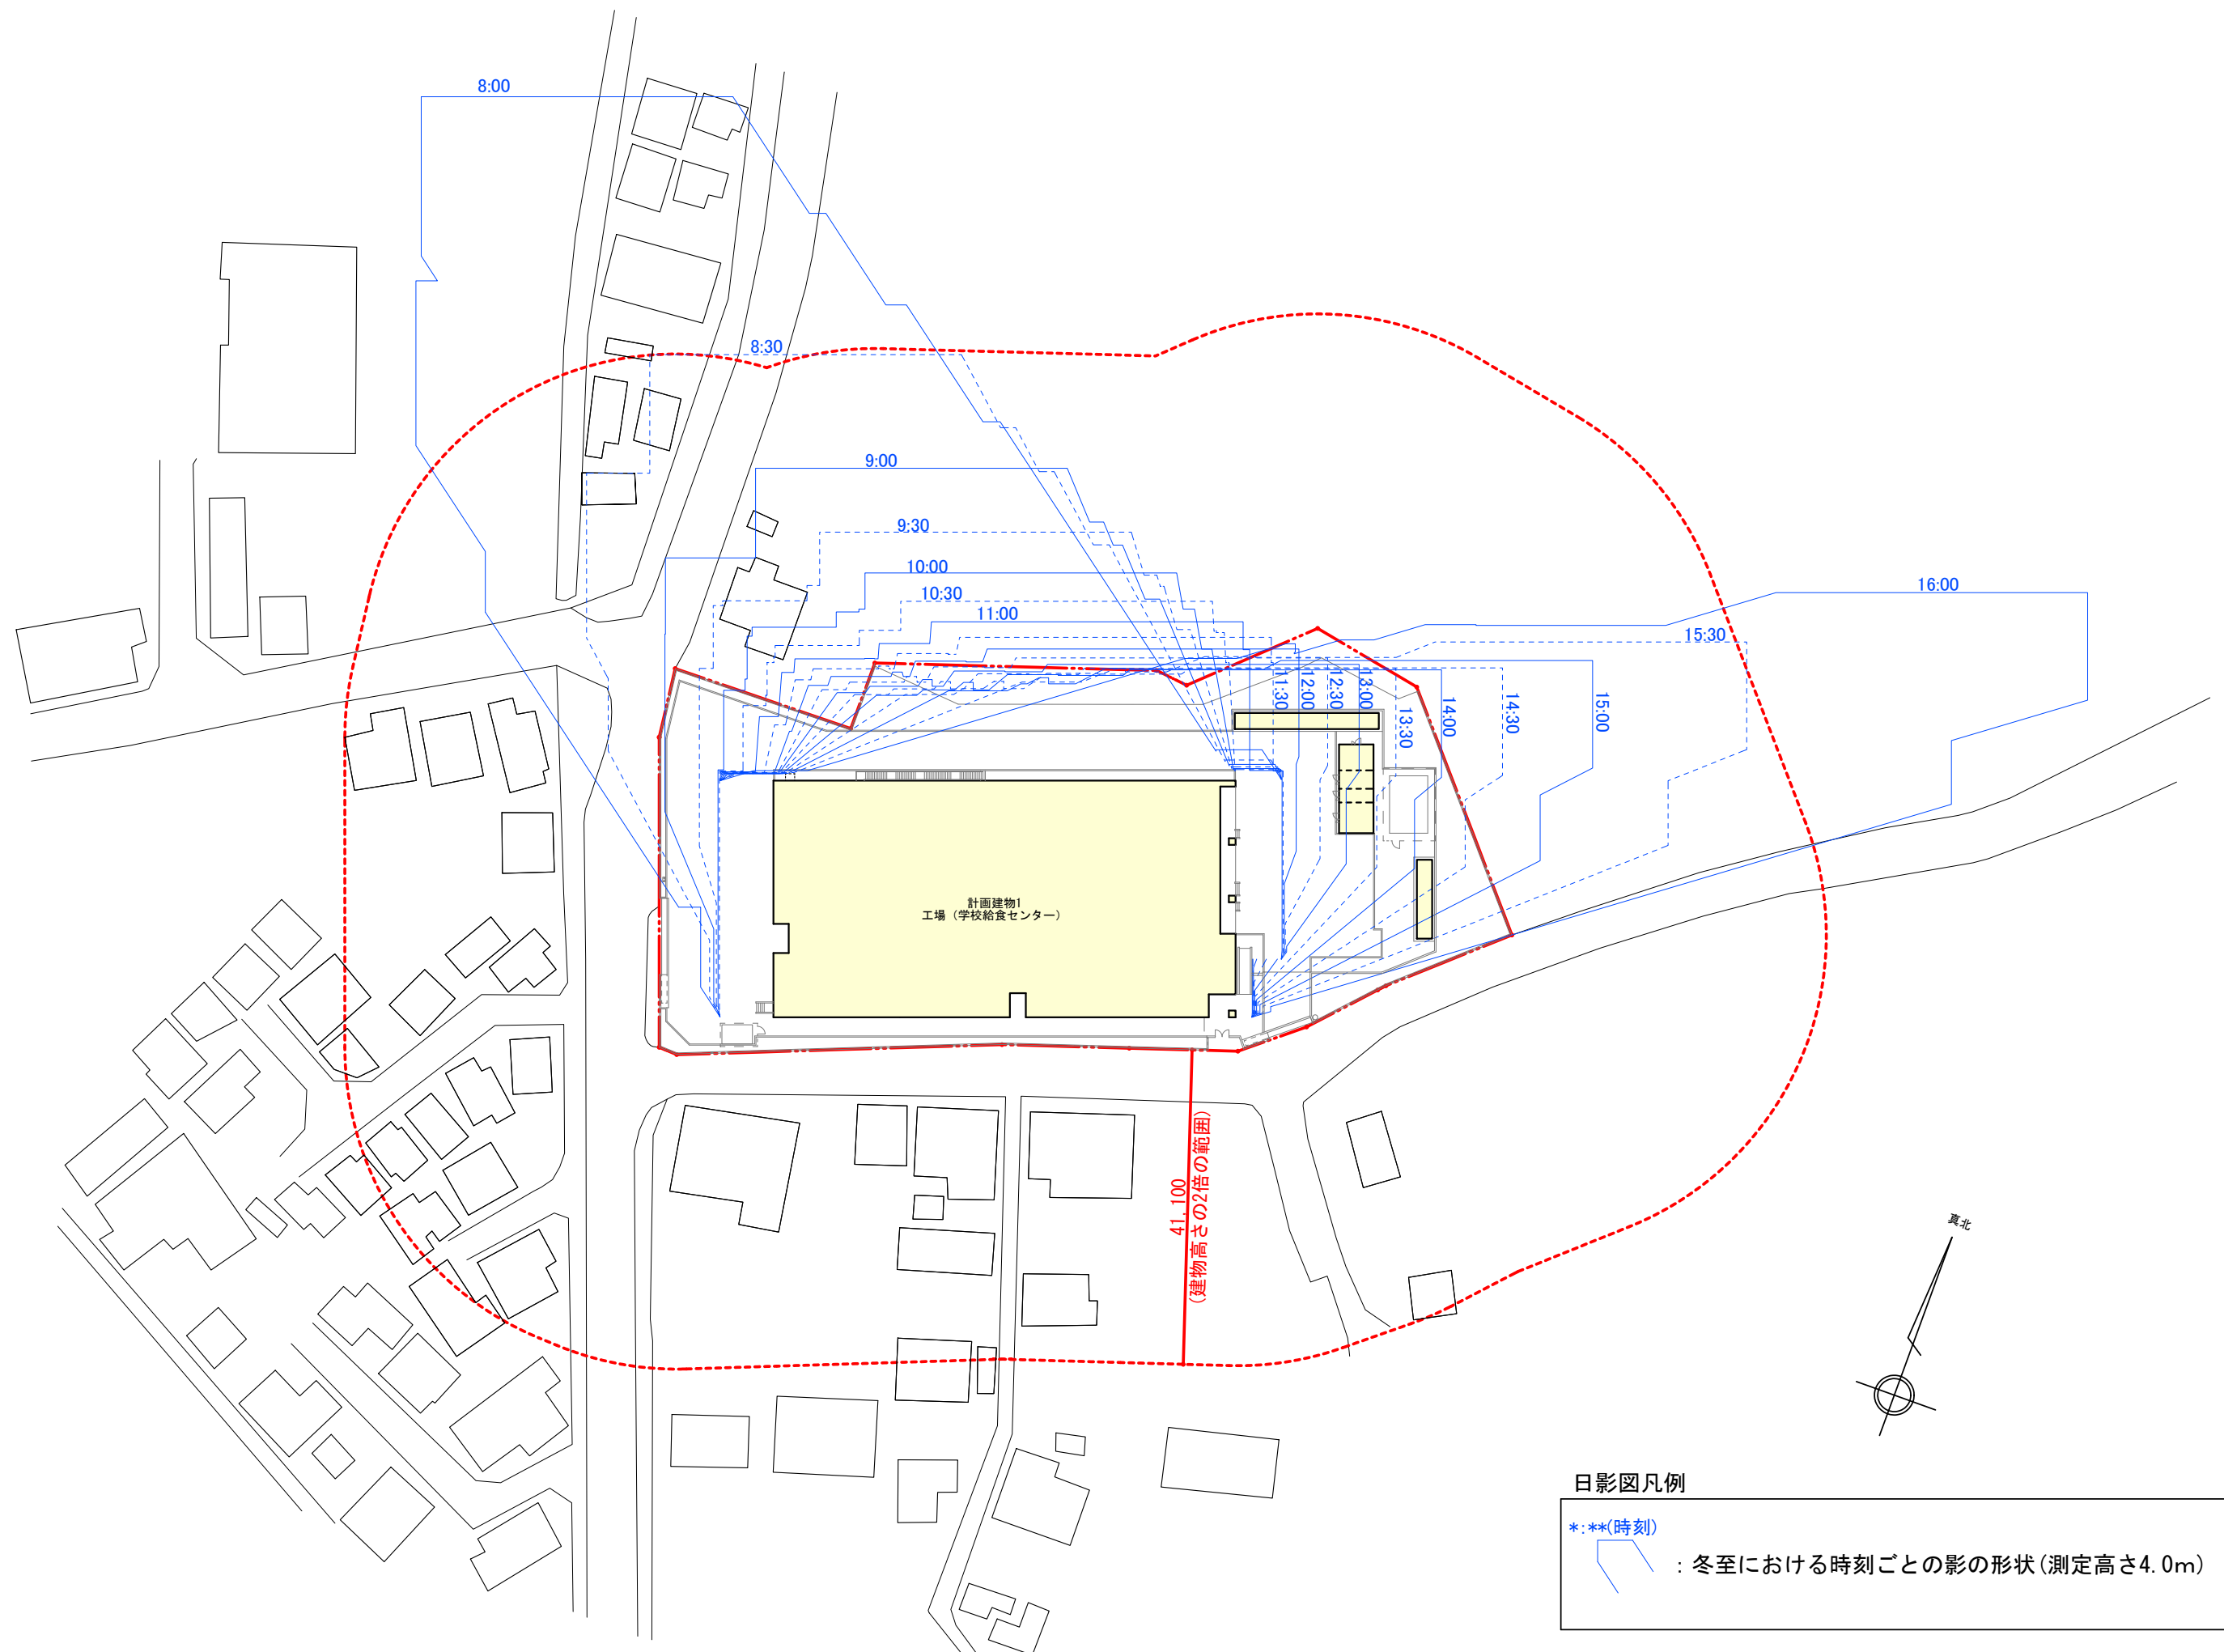 8:00
8:30
9:00
9:30
10:00
10:30
11:00
16:00
15:30
11:30
12:00
12:30
13:00
13:30
14:00
14:30
15:00
計画建物1
工場（学校給食センター）
41,100
(建物高さの2倍の範囲)
真北
日影図凡例
*:**(時刻)
：冬至における時刻ごとの影の形状(測定高さ4.0m)